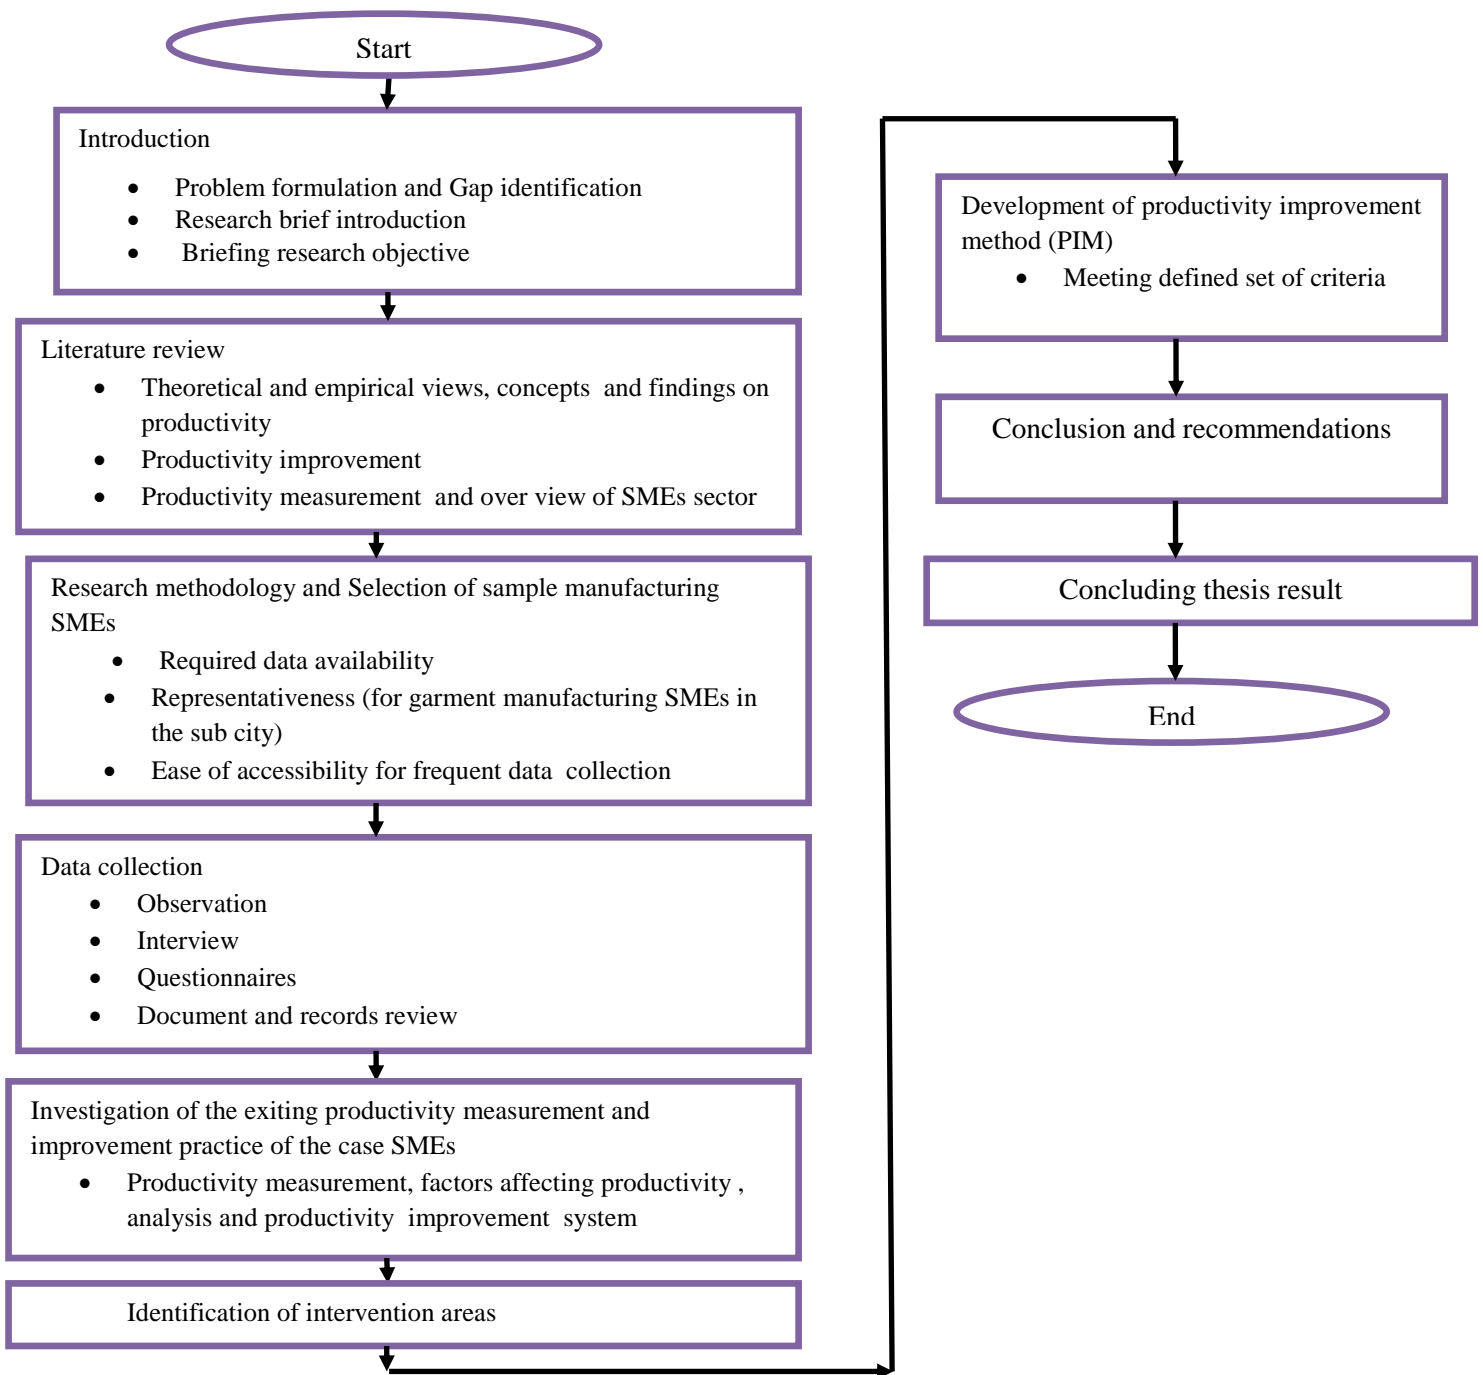 Start
Introduction
• Problem formulation and Gap identification
• Research brief introduction
• Briefing research objective
Literature review
• Theoretical and empirical views, concepts and findings on
productivity
• Productivity improvement
• Productivity measurement and over view of SMEs sector
Research methodology and Selection of sample manufacturing
SMEs
• Required data availability
• Representativeness (for garment manufacturing SMEs in
the sub city)
• Ease of accessibility for frequent data collection
Data collection
• Observation
• Interview
• Questionnaires
• Document and records review
Investigation of the exiting productivity measurement and
improvement practice of the case SMEs
• Productivity measurement, factors affecting productivity ,
analysis and productivity improvement system
Identification of intervention areas
Development of productivity improvement
method (PIM)
• Meeting defined set of criteria
Conclusion and recommendations
Concluding thesis result
End